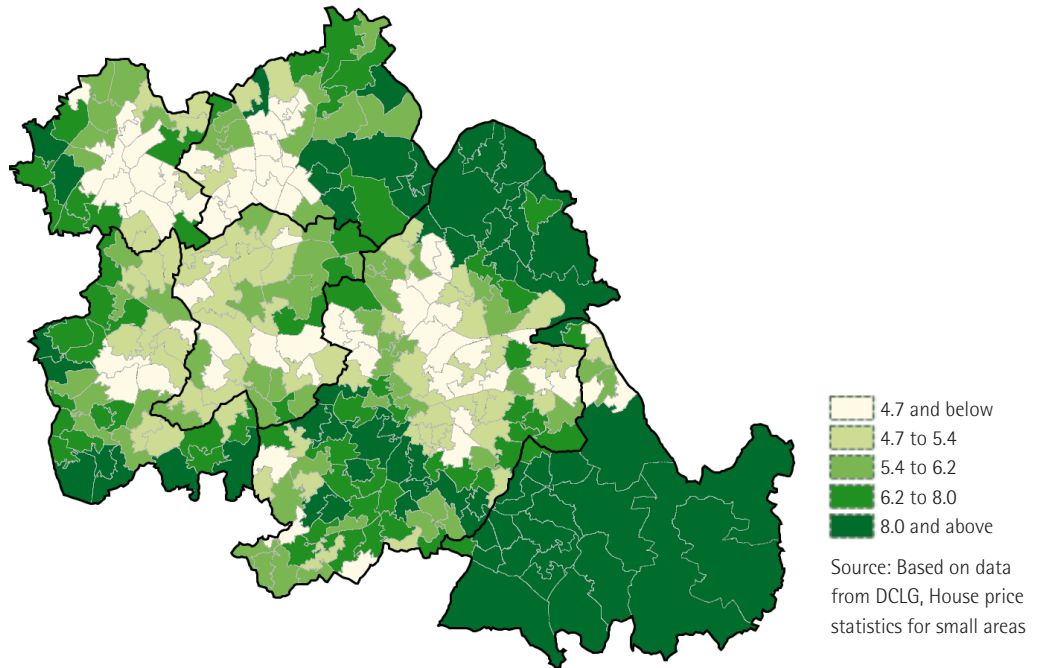 4.7 and below
4.7 to 5.4
5.4 to 6.2
6.2 to 8.0
8.0 and above
Source: Based on data
from DCLG, House price
statistics for small areas